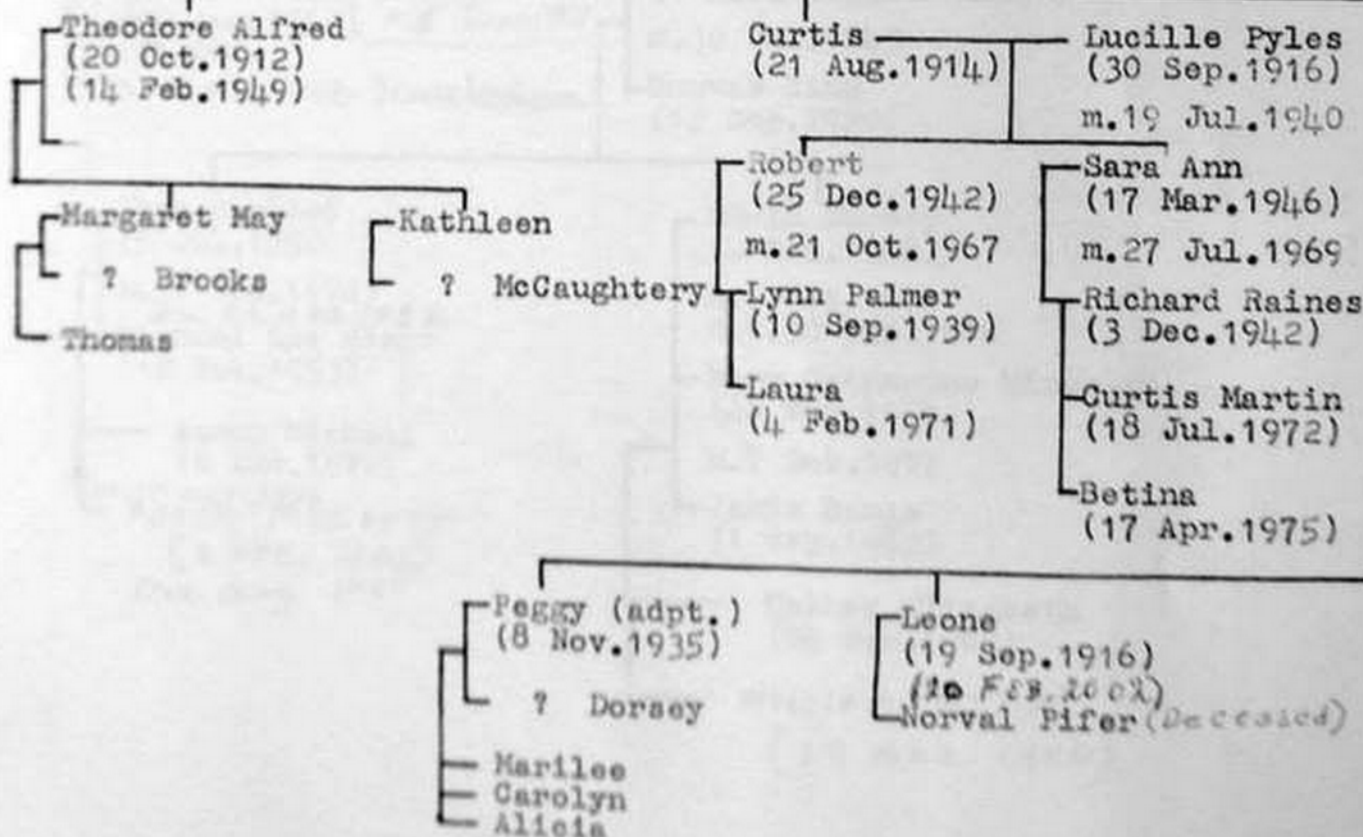 Theodore Alfred
(20 Oct.1912)
(14 Feb.1949)
Curtis
(21 Aug.1914)
Lucille Pyles
(30 Sep.1916)
m.19 Jul.1940
Margaret May
? Brooks
Thomas
Kathleen
? McCaughtery
Robert
(25 Dec.1942)
m.21 Oct.1967
Lynn Palmer
(10 Sep.1939)
Laura
(4 Feb.1971)
Sara Ann
(17 Mar.1946)
m.27 Jul.1969
Richard Raines
(3 Dec.1942)
Curtis Martin
(18 Jul.1972)
Betina
(17 Apr.1975)
Peggy (adpt.)
(8 Nov.1935)
? Dorsey
Marilee
Carolyn
Alicia
Leone
(19 Sep.1916)
(20 FEB.2002)
Norval Pifer (Deceased)